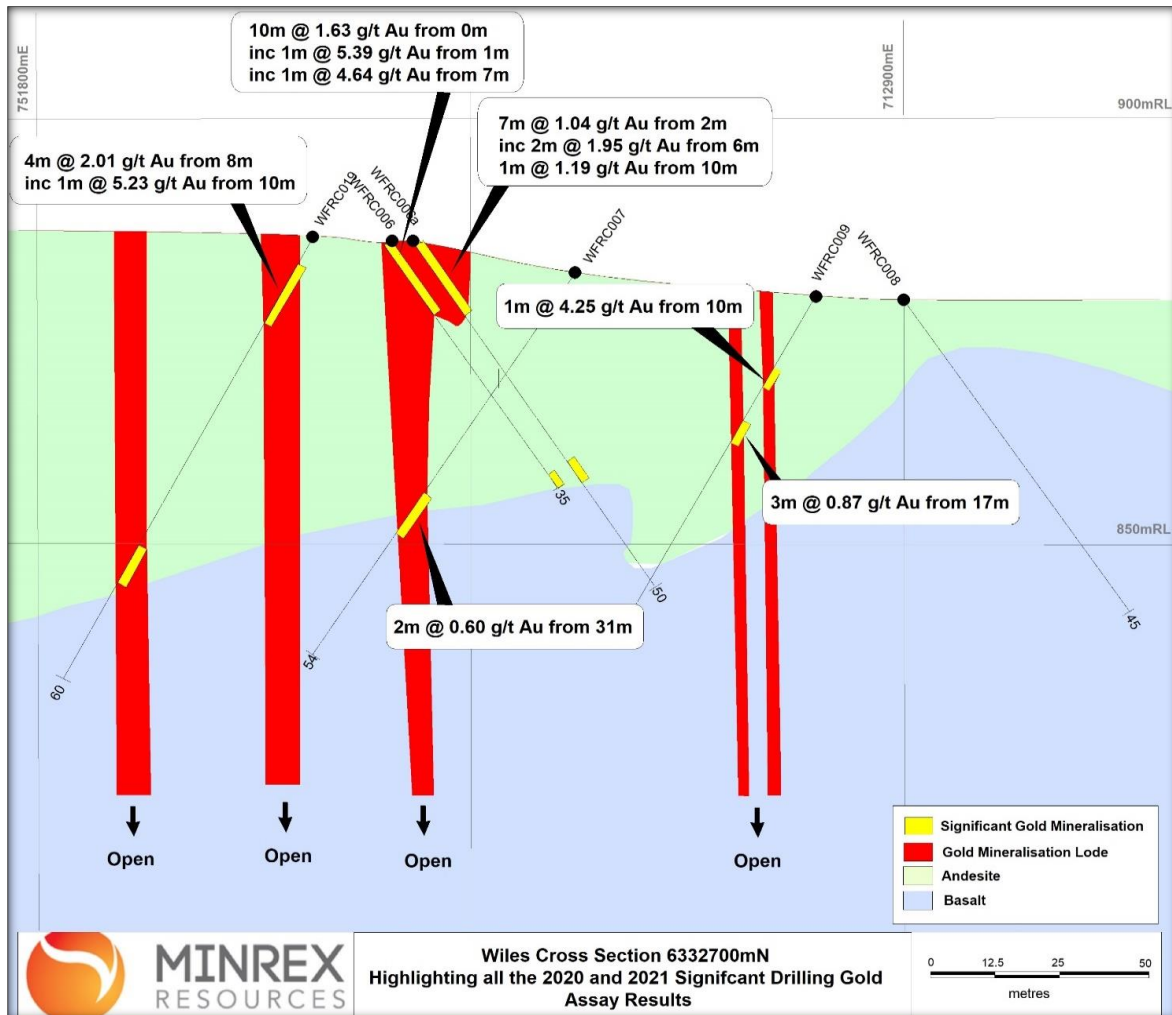 10m @ 1.63 g/t Au from 0m
inc 1m @ 5.39 g/t Au from 1m
inc 1m @ 4.64 g/t Au from 7m
751800mE
712900mE
900mRL
7m @ 1.04 g/t Au from 2m
inc 2m @ 1.95 g/t Au from 6m
1m @ 1.19 g/t Au from 10m
4m @ 2.01 g/t Au from 8m
inc 1m @ 5.23 g/t Au from 10m
WFRC019
WFRC006
WFRC006a
WFRC007
WFRC009
WFRC008
1m @ 4.25 g/t Au from 10m
35
3m @ 0.87 g/t Au from 17m
850mRL
50
45
2m @ 0.60 g/t Au from 31m
54
60
Open
Open
Open
Open
Significant Gold Mineralisation
Gold Mineralisation Lode
Andesite
Basalt
MINREX
RESOURCES
Wiles Cross Section 6332700mN
Highlighting all the 2020 and 2021 Signifcant Drilling Gold
Assay Results
0 12.5 25 50
metres